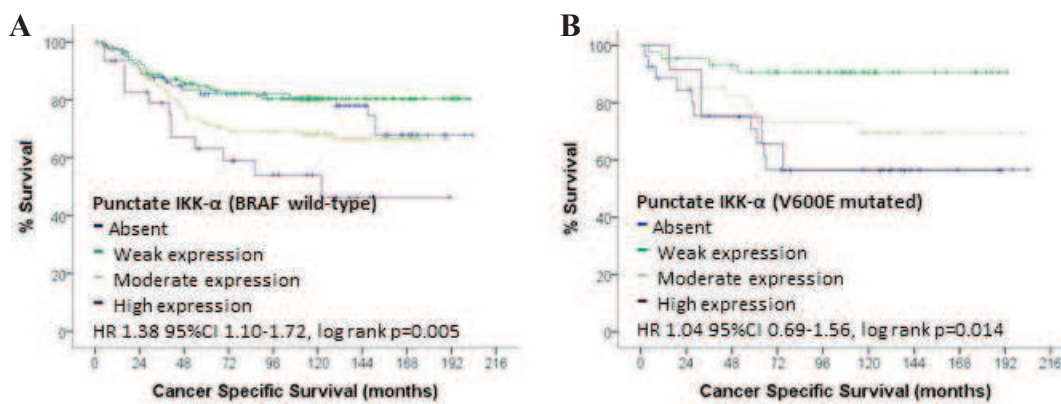 A
% Survival
100
80
60
40
20
0
Punctate IKK-α (BRAF wild-type)
Absent
Weak expression
Moderate expression
High expression
HR 1.38 95%CI 1.10-1.72, log rank p=0.005
0 24 48 72 96 120 144 168 192 216
Cancer Specific Survival (months)
B
% Survival
100
80
60
40
20
0
Punctate IKK-α (V600E mutated)
Absent
Weak expression
Moderate expression
High expression
HR 1.04 95%CI 0.69-1.56, log rank p=0.014
0 24 48 72 96 120 144 168 192 216
Cancer Specific Survival (months)